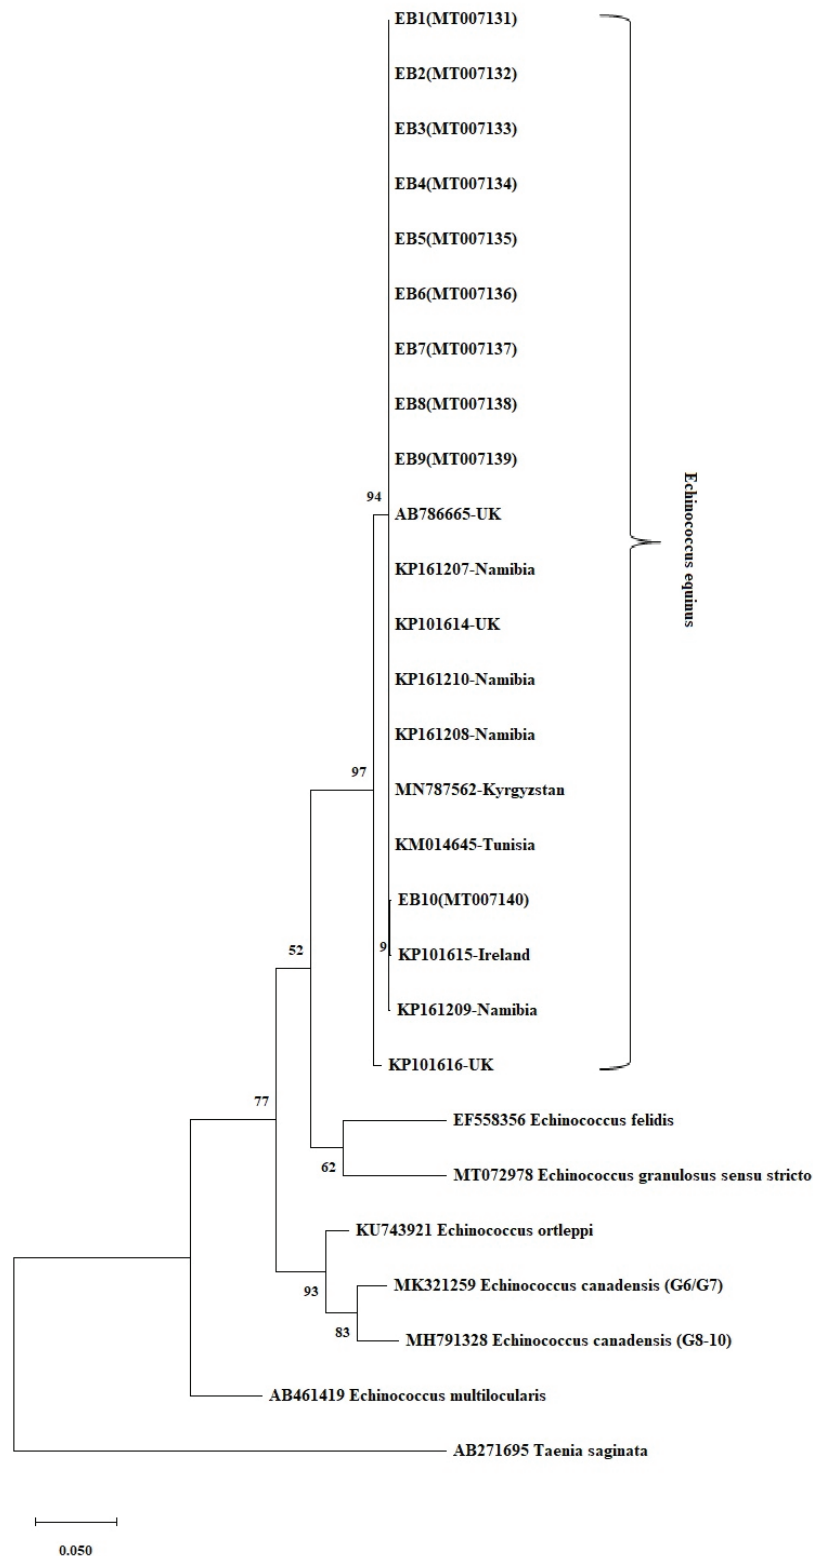 EB1(MT007131)
EB2(MT007132)
EB3(MT007133)
EB4(MT007134)
EB5(MT007135)
EB6(MT007136)
EB7(MT007137)
EB8(MT007138)
EB9(MT007139)
94
AB786665-UK
KP161207-Namibia
KP101614-UK
KP161210-Namibia
KP161208-Namibia
97
MN787562-Kyrgyzstan
KM014645-Tunisia
EB10(MT007140)
9
KP101615-Ireland
52
KP161209-Namibia
KP101616-UK
Echinococcus equinus
77
EF558356 Echinococcus felidis
62
MT072978 Echinococcus granulosus sensu stricto
KU743921 Echinococcus ortleppi
93
MK321259 Echinococcus canadensis (G6/G7)
83
MH791328 Echinococcus canadensis (G8-10)
AB461419 Echinococcus multilocularis
AB271695 Taenia saginata
0.050